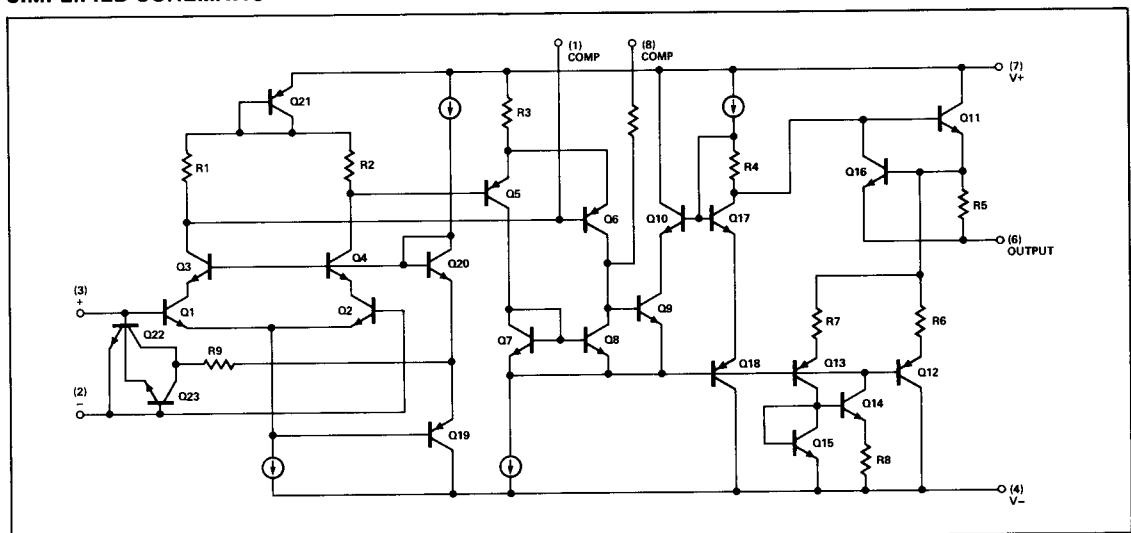 (1)
COMP
(8)
COMP
(7)
V+
Q21
R3
Q11
R1
R2
R4
Q16
Q5
R5
Q6
Q10
Q17
(6)
OUTPUT
Q3
Q4
Q20
(3)
+
Q1
Q2
Q9
Q22
R7
R6
R9
Q7
Q8
Q18
Q13
Q12
(2)
−
Q23
Q14
Q19
Q15
R8
(4)
V−